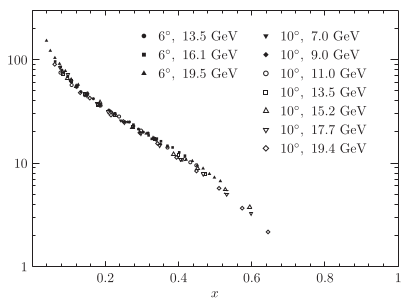 6°, 13.5 GeV
6°, 16.1 GeV
6°, 19.5 GeV
10°, 7.0 GeV
10°, 9.0 GeV
10°, 11.0 GeV
10°, 13.5 GeV
10°, 15.2 GeV
10°, 17.7 GeV
10°, 19.4 GeV
100
10
1
0.2 0.4 0.6 0.8 1
x